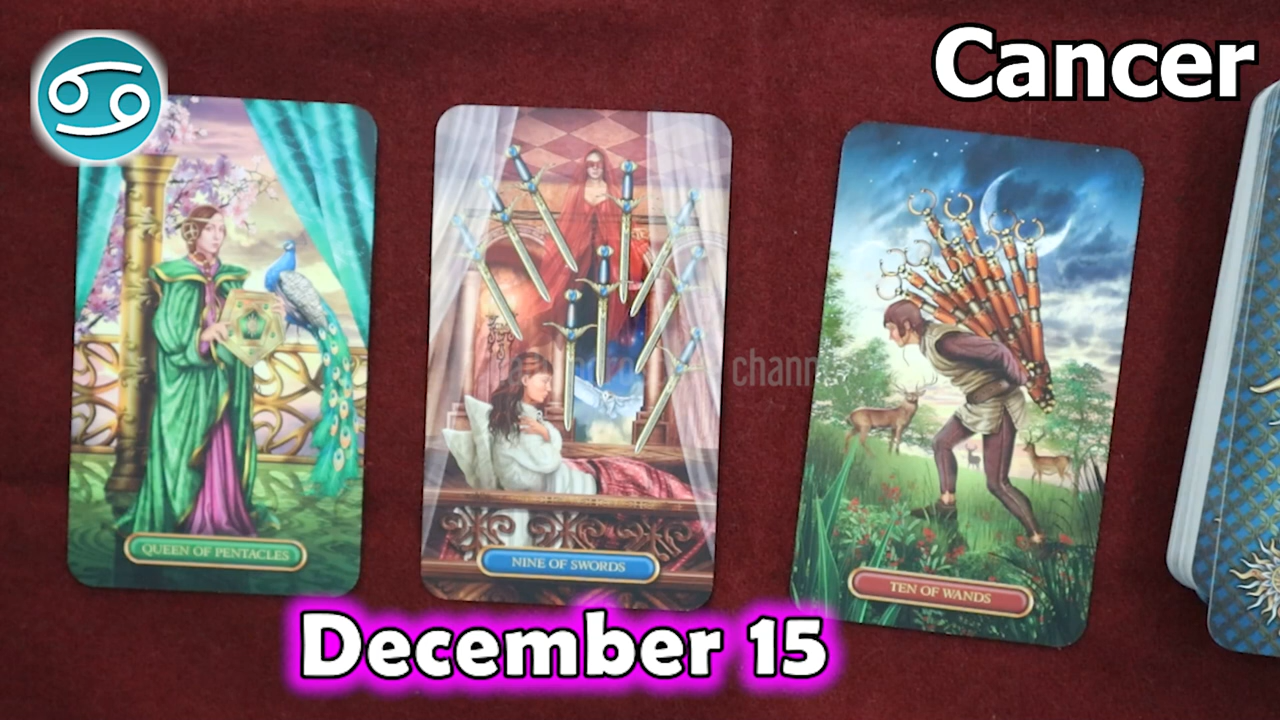 Cancer
QUEEN OF PENTACLES
NINE OF SWORDS
TEN OF WANDS
December 15